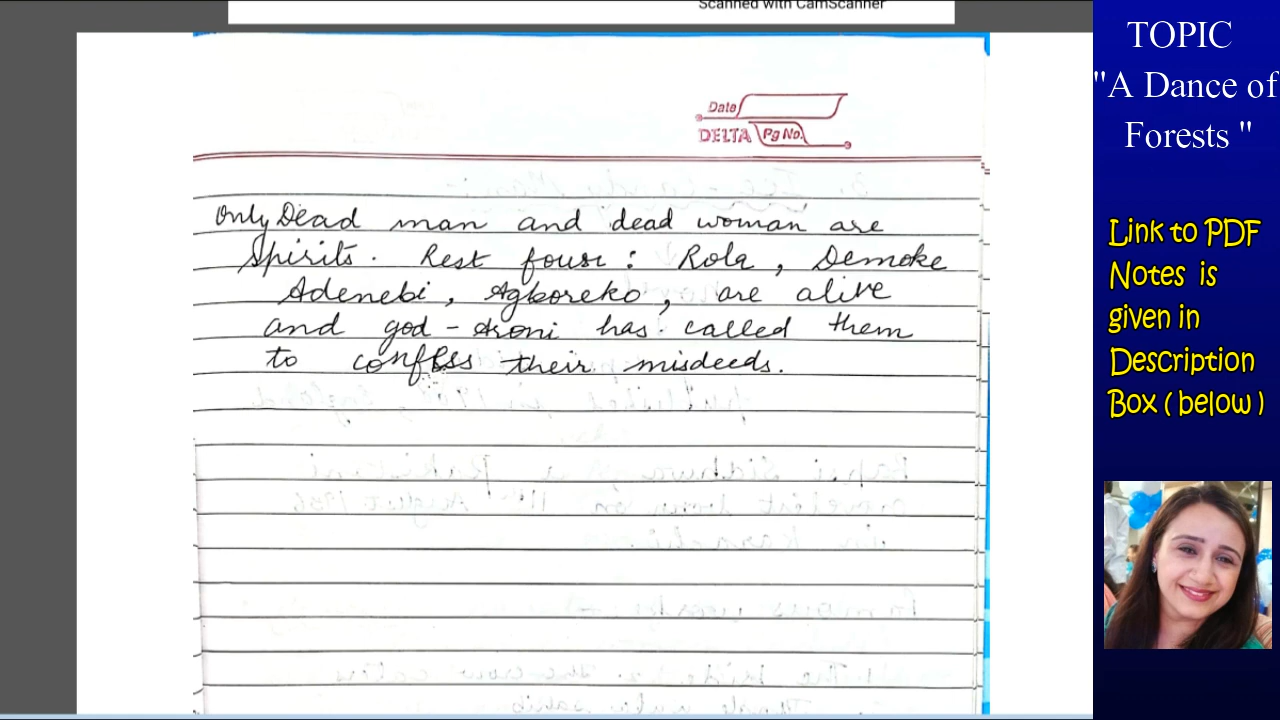 Scanned with CamScanner
Date
DELTA Pg No.
Only Dead man and dead woman are
Spirits. Rest four: Rola, Demoke
Adenebi, Agboreko, are alive
and god - Aroni has called them
to confess their misdeeds.
TOPIC
"A Dance of
Forests "
Link to PDF
Notes is
given in
Description
Box ( below )